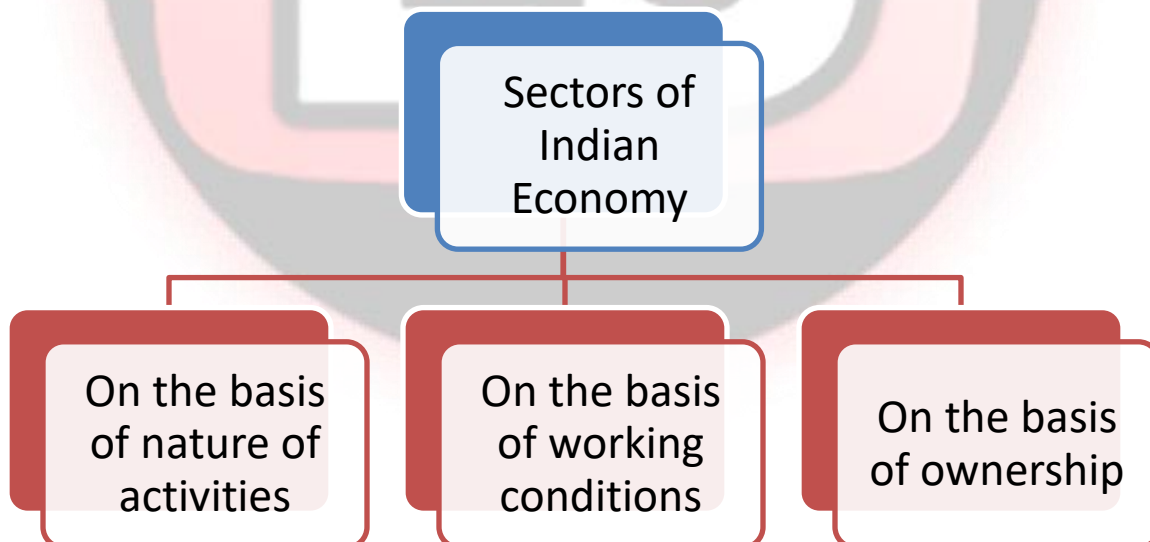 Sectors of
Indian
Economy
On the basis
of nature of
activities
On the basis
of working
conditions
On the basis
of ownership